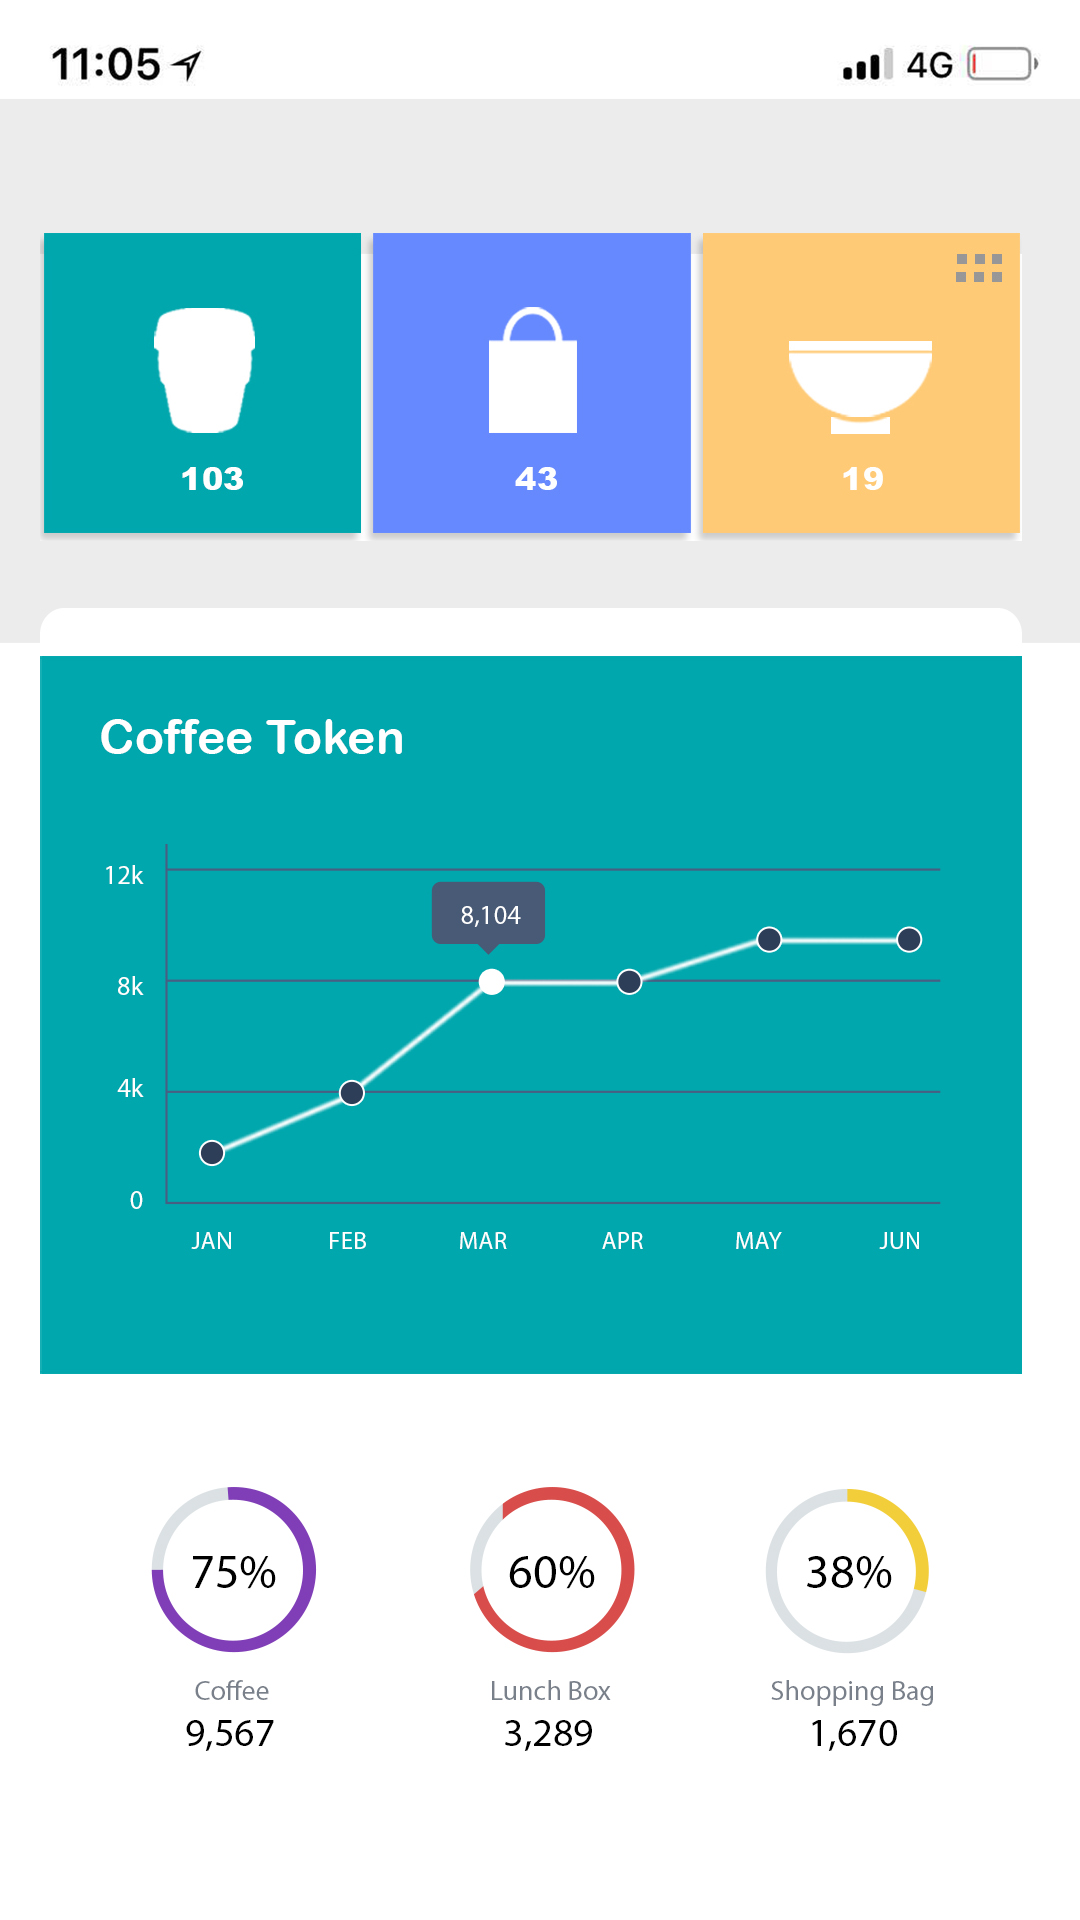 11:05 4G
103 43 19
Coffee Token
12k
8,104
8k
4k
0
JAN FEB MAR APR MAY JUN
75% 60% 38%
Coffee Lunch Box Shopping Bag
9,567 3,289 1,670